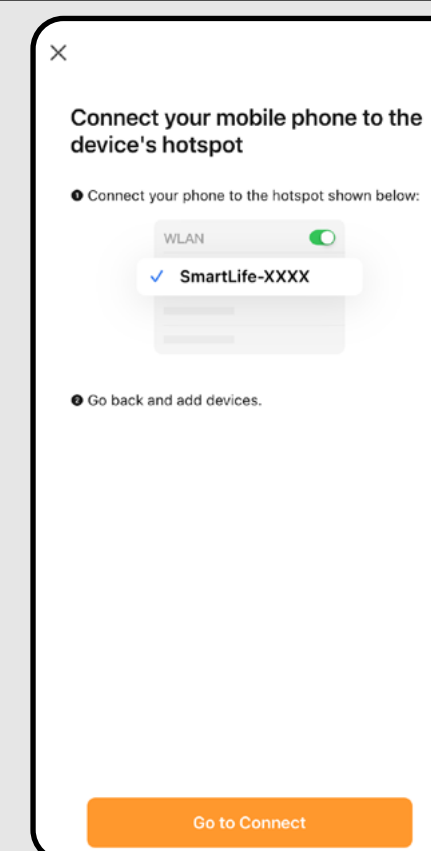 Connect your mobile phone to the
device's hotspot
❶ Connect your phone to the hotspot shown below:
WLAN
SmartLife-XXXX
❷ Go back and add devices.
Go to Connect